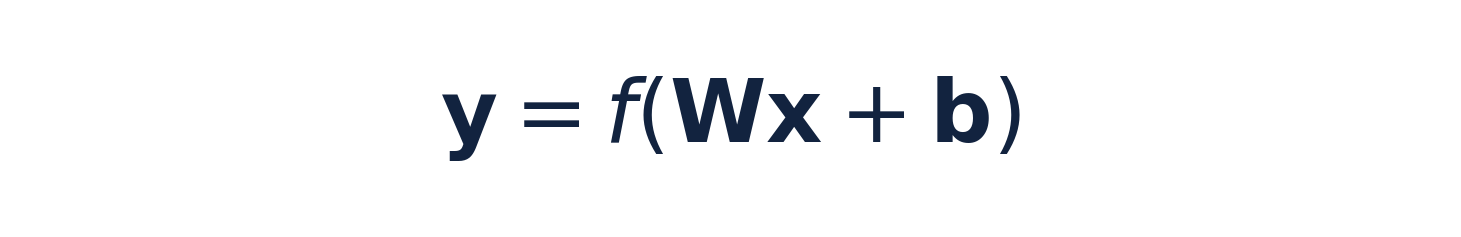 y = f(Wx + b)